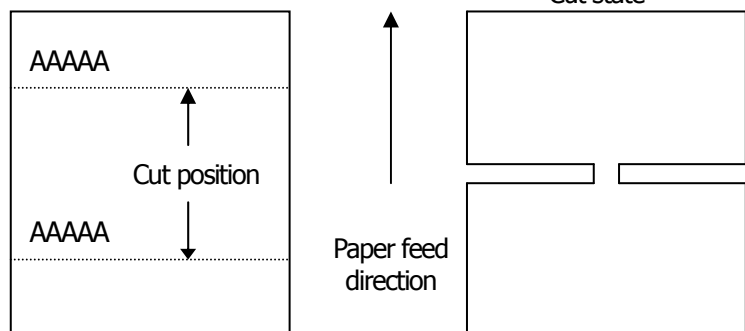 Cut state
AAAAA
Cut position
AAAAA
Paper feed
direction